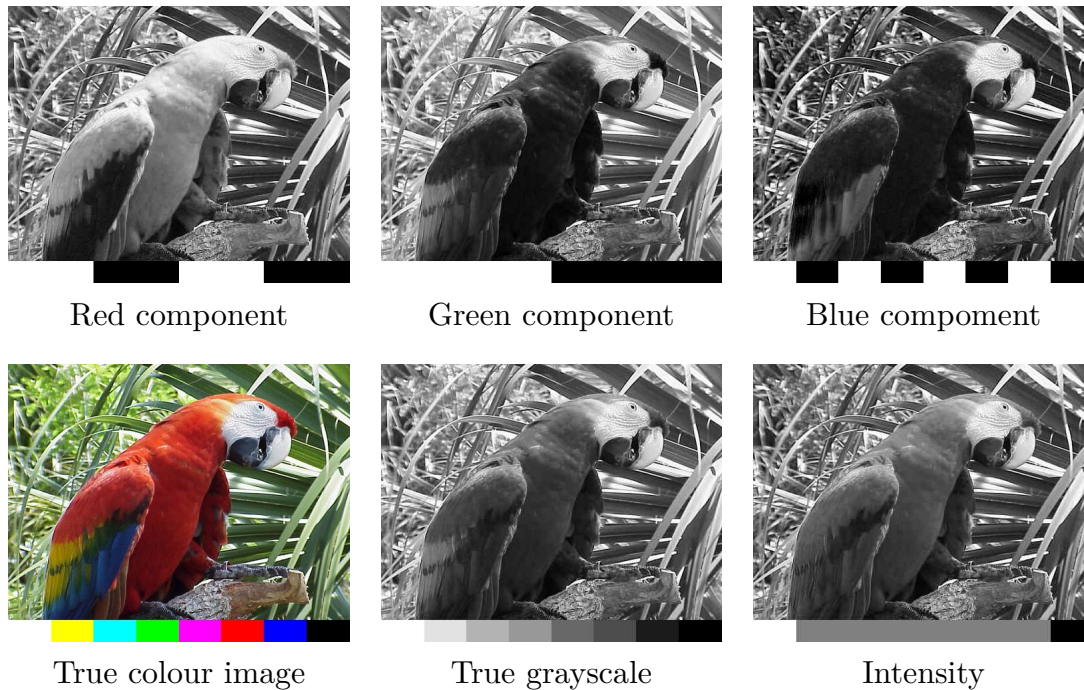 Red component
Green component
Blue compoment
True colour image
True grayscale
Intensity